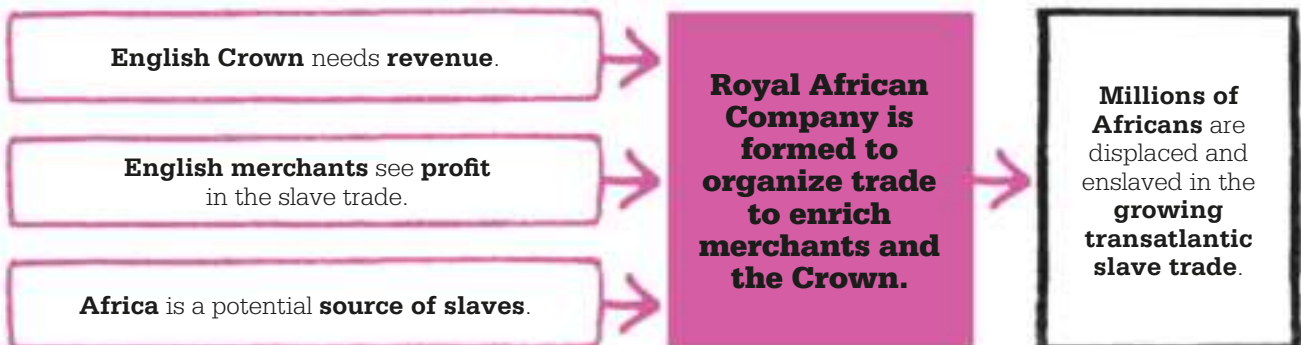 English Crown needs revenue.
English merchants see profit
in the slave trade.
Africa is a potential source of slaves.
Royal African
Company is
formed to
organize trade
to enrich
merchants and
the Crown.
Millions of
Africans are
displaced and
enslaved in the
growing
transatlantic
slave trade.